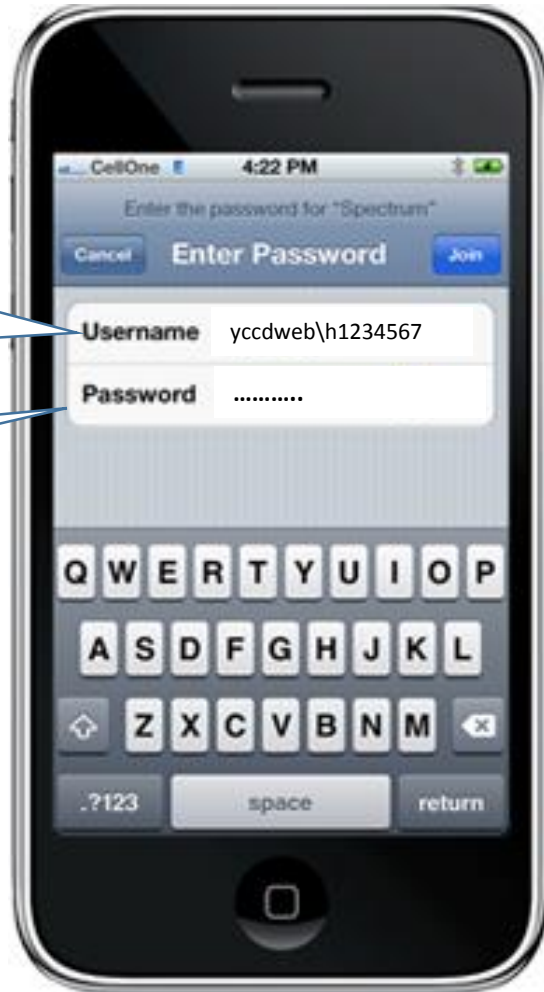 CellOne E 4:22 PM
Enter the password for "Spectrum"
Cancel Enter Password Join
Username yccdweb\h1234567
Password ...........
Q W E R T Y U I O P
A S D F G H J K L
Z X C V B N M
.?123 space return